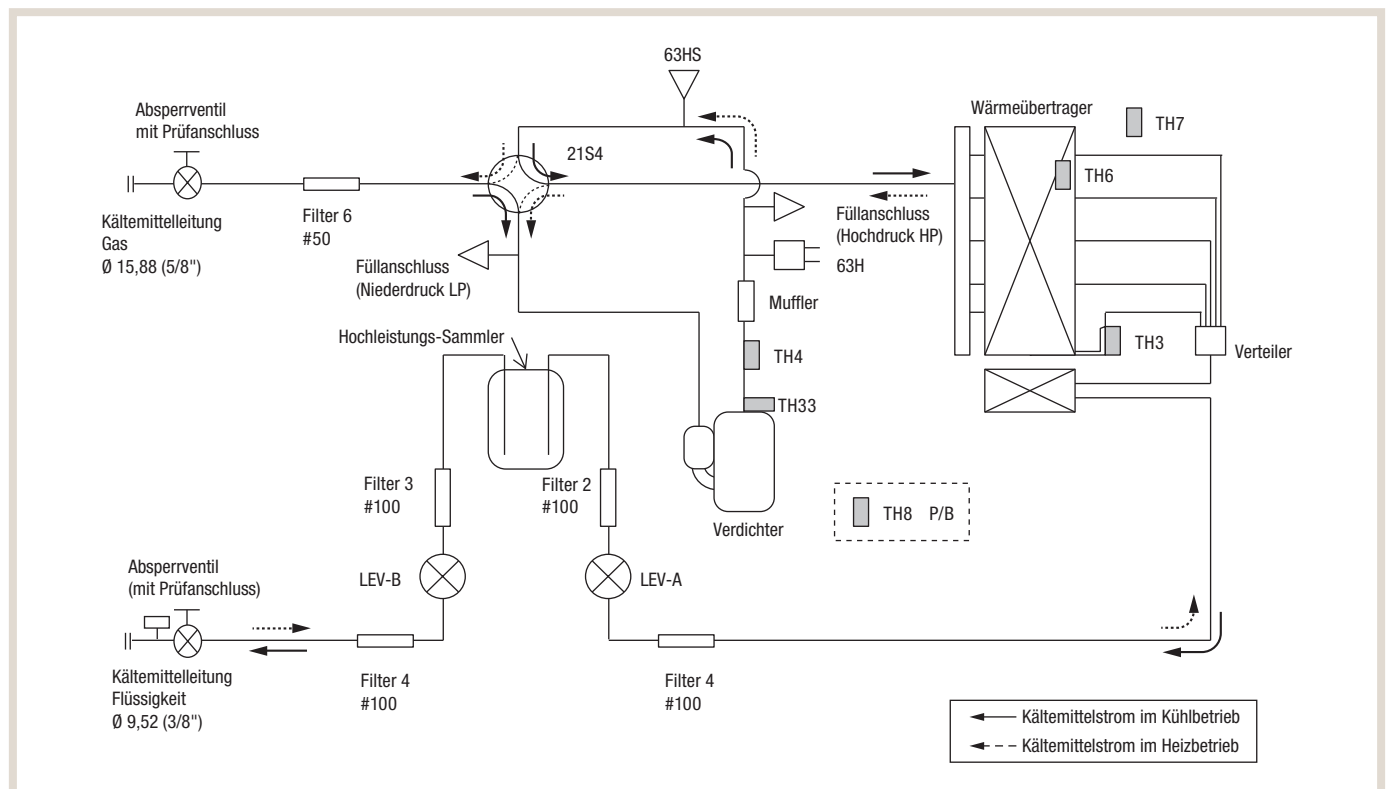 63HS
Absperrventil
mit Prüfanschluss
21S4
Wärmeübertrager
TH7
TH6
Kältemittelleitung
Gas
Ø 15,88 (5/8")
Filter 6
#50
Füllanschluss
(Niederdruck LP)
Füllanschluss
(Hochdruck HP)
63H
Muffler
Hochleistungs-Sammler
TH4
TH3
Verteiler
TH33
Filter 3
#100
Filter 2
#100
Verdichter
TH8 P/B
Absperrventil
(mit Prüfanschluss)
LEV-B
LEV-A
Kältemittelleitung
Flüssigkeit
Ø 9,52 (3/8")
Filter 4
#100
Filter 4
#100
Kältemittelstrom im Kühlbetrieb
Kältemittelstrom im Heizbetrieb